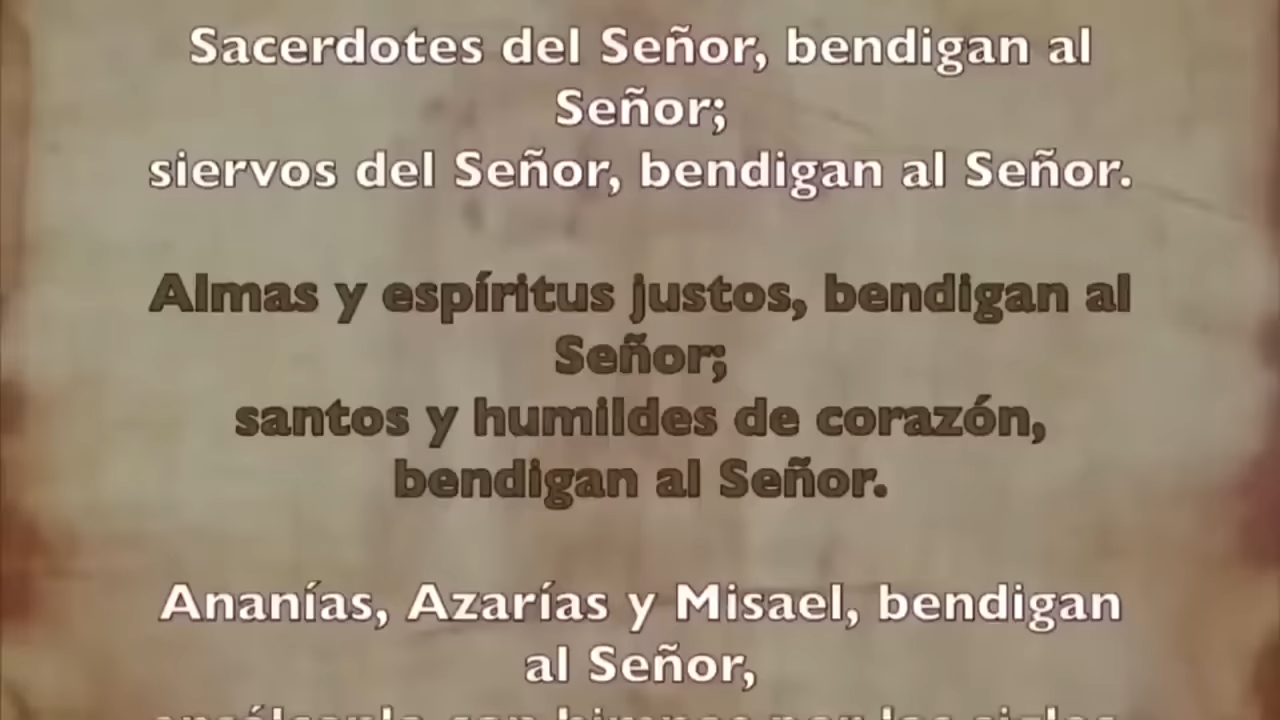 Sacerdotes del Señor, bendigan al
Señor;
siervos del Señor, bendigan al Señor.
Almas y espíritus justos, bendigan al
Señor;
santos y humildes de corazón,
bendigan al Señor.
Ananías, Azarías y Misael, bendigan
al Señor,